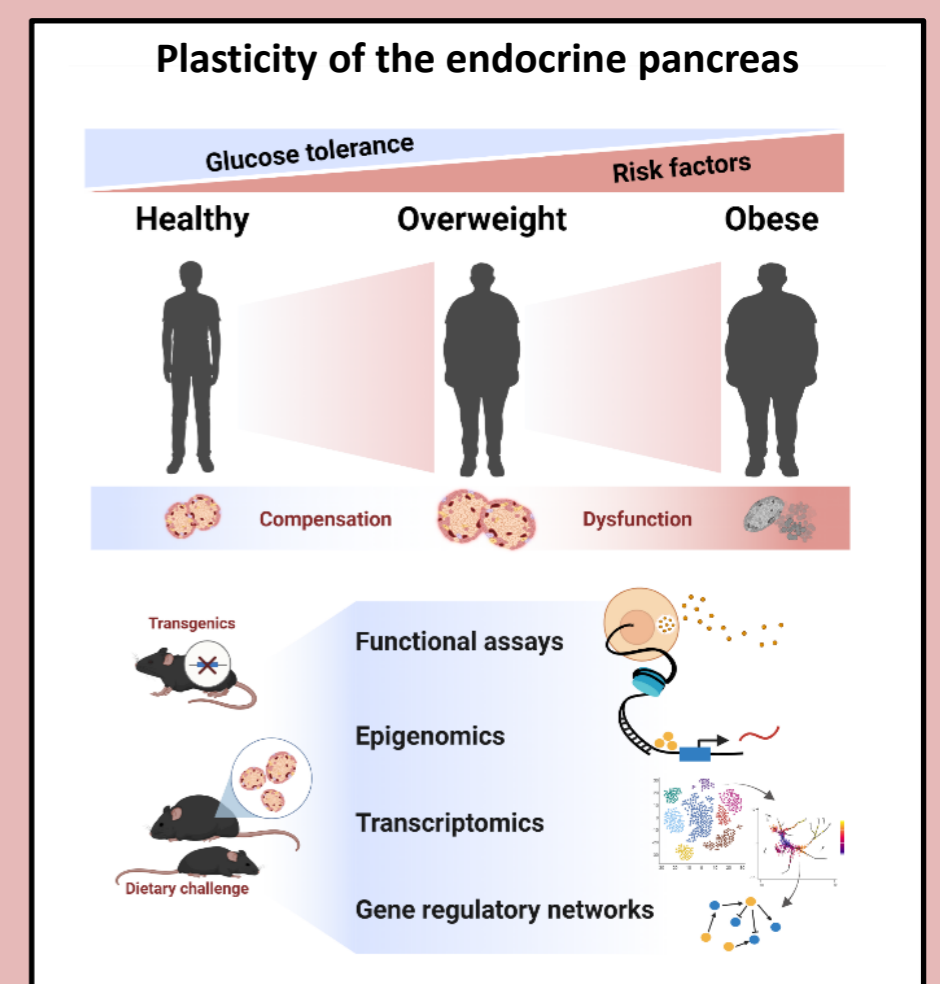 Plasticity of the endocrine pancreas
Glucose tolerance
Risk factors
Healthy
Overweight
Obese
Compensation
Dysfunction
Transgenics
Functional assays
Epigenomics
Transcriptomics
Dietary challenge
Gene regulatory networks